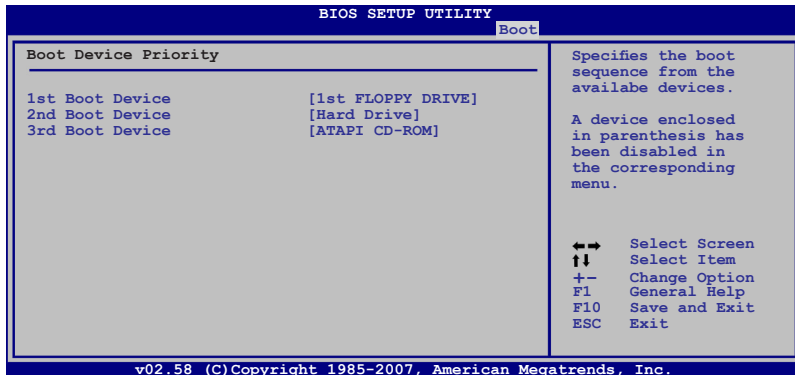 BIOS SETUP UTILITY
Boot
Boot Device Priority
1st Boot Device [1st FLOPPY DRIVE]
2nd Boot Device [Hard Drive]
3rd Boot Device [ATAPI CD-ROM]
Specifies the boot
sequence from the
availabe devices.
A device enclosed
in parenthesis has
been disabled in
the corresponding
menu.
←→ Select Screen
↑↓ Select Item
+- Change Option
F1 General Help
F10 Save and Exit
ESC Exit
v02.58 (C)Copyright 1985-2007, American Megatrends, Inc.